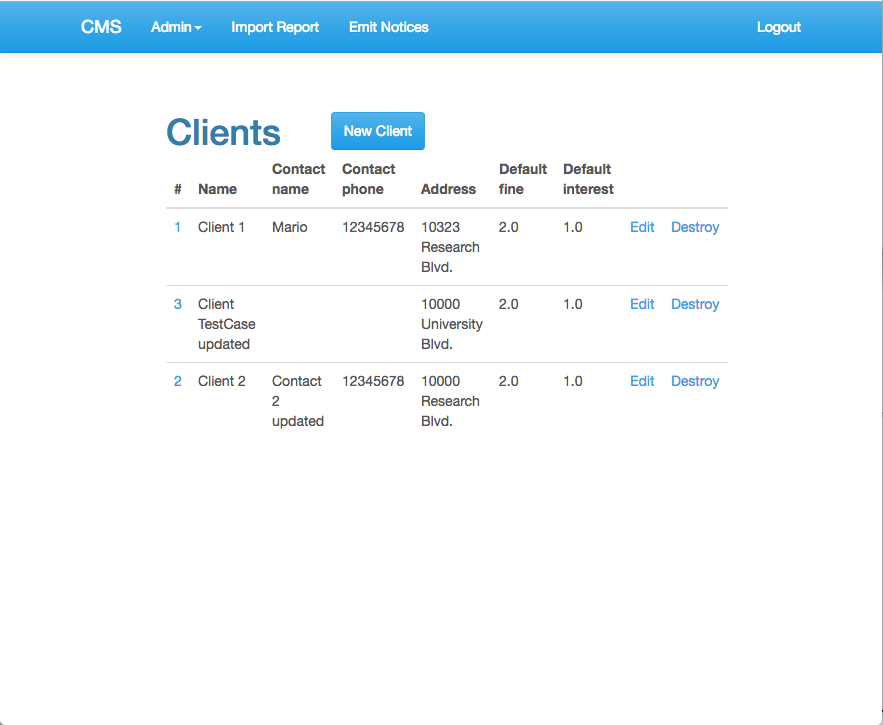 CMS Admin Import Report Emit Notices Logout
Clients New Client
# Name Contact name Contact phone Address Default fine Default interest
1 Client 1 Mario 12345678 10323 2.0 1.0 Edit Destroy
Research
Blvd.
3 Client 10000 2.0 1.0 Edit Destroy
TestCase University
updated Blvd.
2 Client 2 Contact 12345678 10000 2.0 1.0 Edit Destroy
2 Research
updated Blvd.